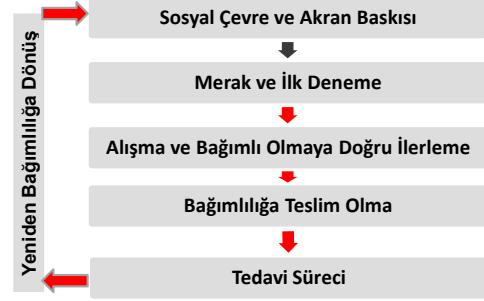 Sosyal Çevre ve Akran Baskısı
Merak ve İlk Deneme
Alışma ve Bağımlı Olmaya Doğru İlerleme
Bağımlılığa Teslim Olma
Tedavi Süreci
Yeniden Bağımlılığa Dönüş